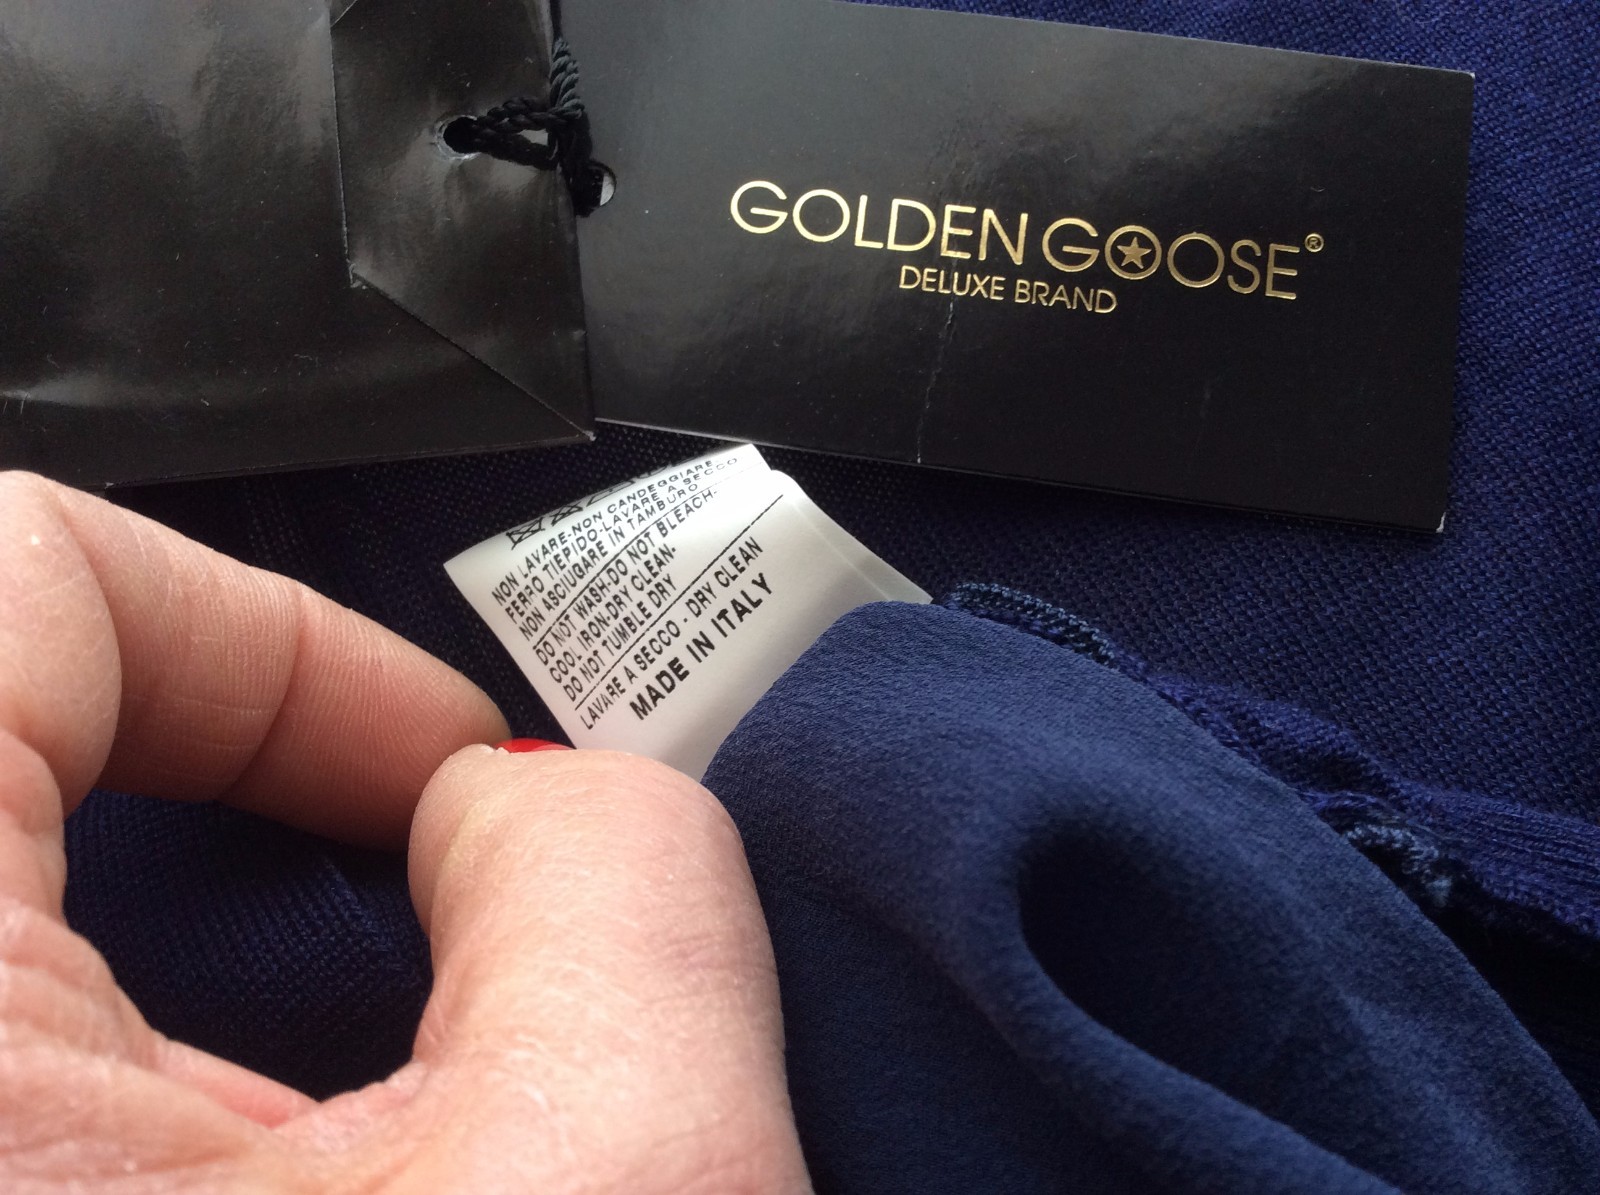 GOLDEN GOOSE®
DELUXE BRAND
NON LAVARE-NON CANDEGGIARE
FERRO TIEPIDO-LAVARE A SECCO
NON ASCIUGARE IN TAMBURO
DO NOT WASH-DO NOT BLEACH-
COOL IRON-DRY CLEAN-
DO NOT TUMBLE DRY
LAVARE A SECCO - DRY CLEAN
MADE IN ITALY